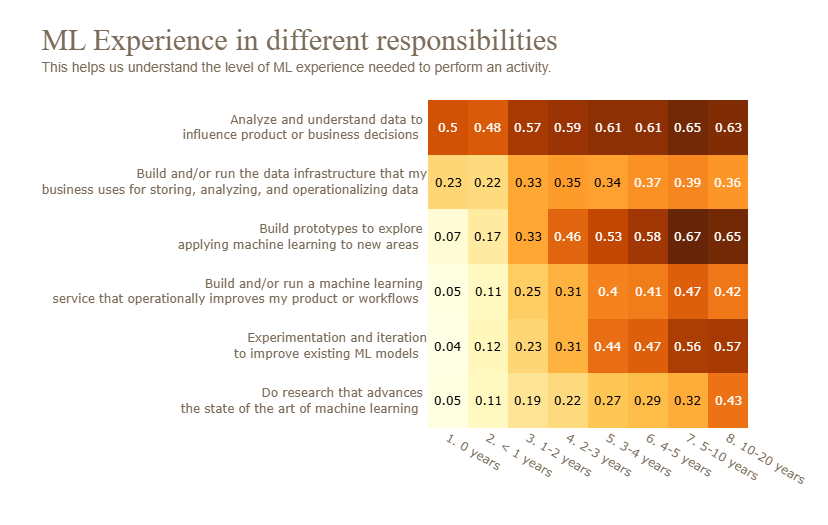 ML Experience in different responsibilities
This helps us understand the level of ML experience needed to perform an activity.
Analyze and understand data to
influence product or business decisions
0.5 0.48 0.57 0.59 0.61 0.61 0.65 0.63
Build and/or run the data infrastructure that my
business uses for storing, analyzing, and operationalizing data
0.23 0.22 0.33 0.35 0.34 0.37 0.39 0.36
Build prototypes to explore
applying machine learning to new areas
0.07 0.17 0.33 0.46 0.53 0.58 0.67 0.65
Build and/or run a machine learning
service that operationally improves my product or workflows
0.05 0.11 0.25 0.31 0.4 0.41 0.47 0.42
Experimentation and iteration
to improve existing ML models
0.04 0.12 0.23 0.31 0.44 0.47 0.56 0.57
Do research that advances
the state of the art of machine learning
0.05 0.11 0.19 0.22 0.27 0.29 0.32 0.43
1. 0 years
2. < 1 years
3. 1-2 years
4. 2-3 years
5. 3-4 years
6. 4-5 years
7. 5-10 years
8. 10-20 years